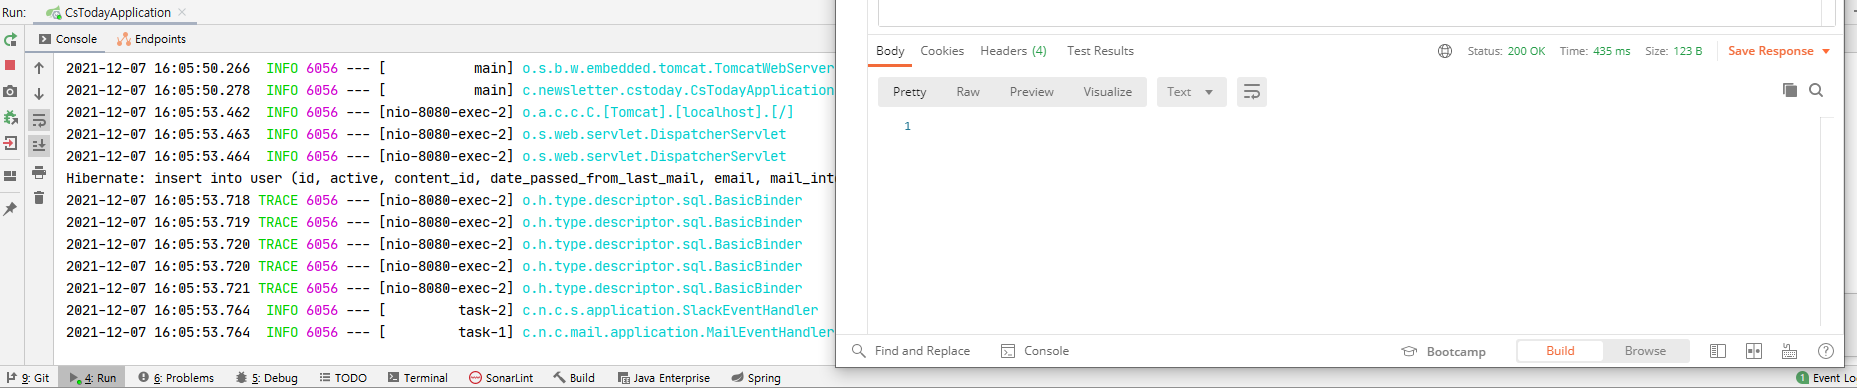 Run: CsTodayApplication
Console Endpoints
2021-12-07 16:05:50.266 INFO 6056 --- [ main] o.s.b.w.embedded.tomcat.TomcatWebServer
2021-12-07 16:05:50.278 INFO 6056 --- [ main] c.newsletter.cstoday.CsTodayApplication
2021-12-07 16:05:53.462 INFO 6056 --- [nio-8080-exec-2] o.a.c.c.C.[Tomcat].[localhost].[/]
2021-12-07 16:05:53.463 INFO 6056 --- [nio-8080-exec-2] o.s.web.servlet.DispatcherServlet
2021-12-07 16:05:53.464 INFO 6056 --- [nio-8080-exec-2] o.s.web.servlet.DispatcherServlet
Hibernate: insert into user (id, active, content_id, date_passed_from_last_mail, email, mail_int
2021-12-07 16:05:53.718 TRACE 6056 --- [nio-8080-exec-2] o.h.type.descriptor.sql.BasicBinder
2021-12-07 16:05:53.719 TRACE 6056 --- [nio-8080-exec-2] o.h.type.descriptor.sql.BasicBinder
2021-12-07 16:05:53.720 TRACE 6056 --- [nio-8080-exec-2] o.h.type.descriptor.sql.BasicBinder
2021-12-07 16:05:53.720 TRACE 6056 --- [nio-8080-exec-2] o.h.type.descriptor.sql.BasicBinder
2021-12-07 16:05:53.721 TRACE 6056 --- [nio-8080-exec-2] o.h.type.descriptor.sql.BasicBinder
2021-12-07 16:05:53.764 INFO 6056 --- [ task-2] c.n.c.s.application.SlackEventHandler
2021-12-07 16:05:53.764 INFO 6056 --- [ task-1] c.n.c.mail.application.MailEventHandler
Body Cookies Headers (4) Test Results Status: 200 OK Time: 435 ms Size: 123 B Save Response
Pretty Raw Preview Visualize Text
1
Find and Replace Console Bootcamp Build Browse
9: Git 4: Run 6: Problems 5: Debug TODO Terminal SonarLint Build Java Enterprise Spring 1 Event Lo